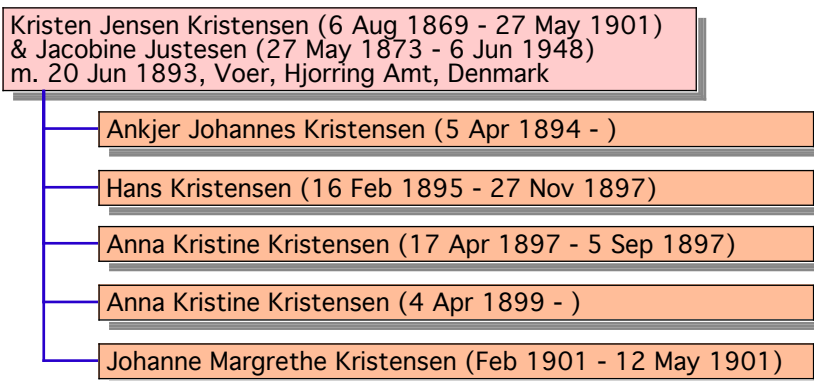 Kristen Jensen Kristensen (6 Aug 1869 - 27 May 1901)
& Jacobine Justesen (27 May 1873 - 6 Jun 1948)
m. 20 Jun 1893, Voer, Hjorring Amt, Denmark
Ankjer Johannes Kristensen (5 Apr 1894 - )
Hans Kristensen (16 Feb 1895 - 27 Nov 1897)
Anna Kristine Kristensen (17 Apr 1897 - 5 Sep 1897)
Anna Kristine Kristensen (4 Apr 1899 - )
Johanne Margrethe Kristensen (Feb 1901 - 12 May 1901)